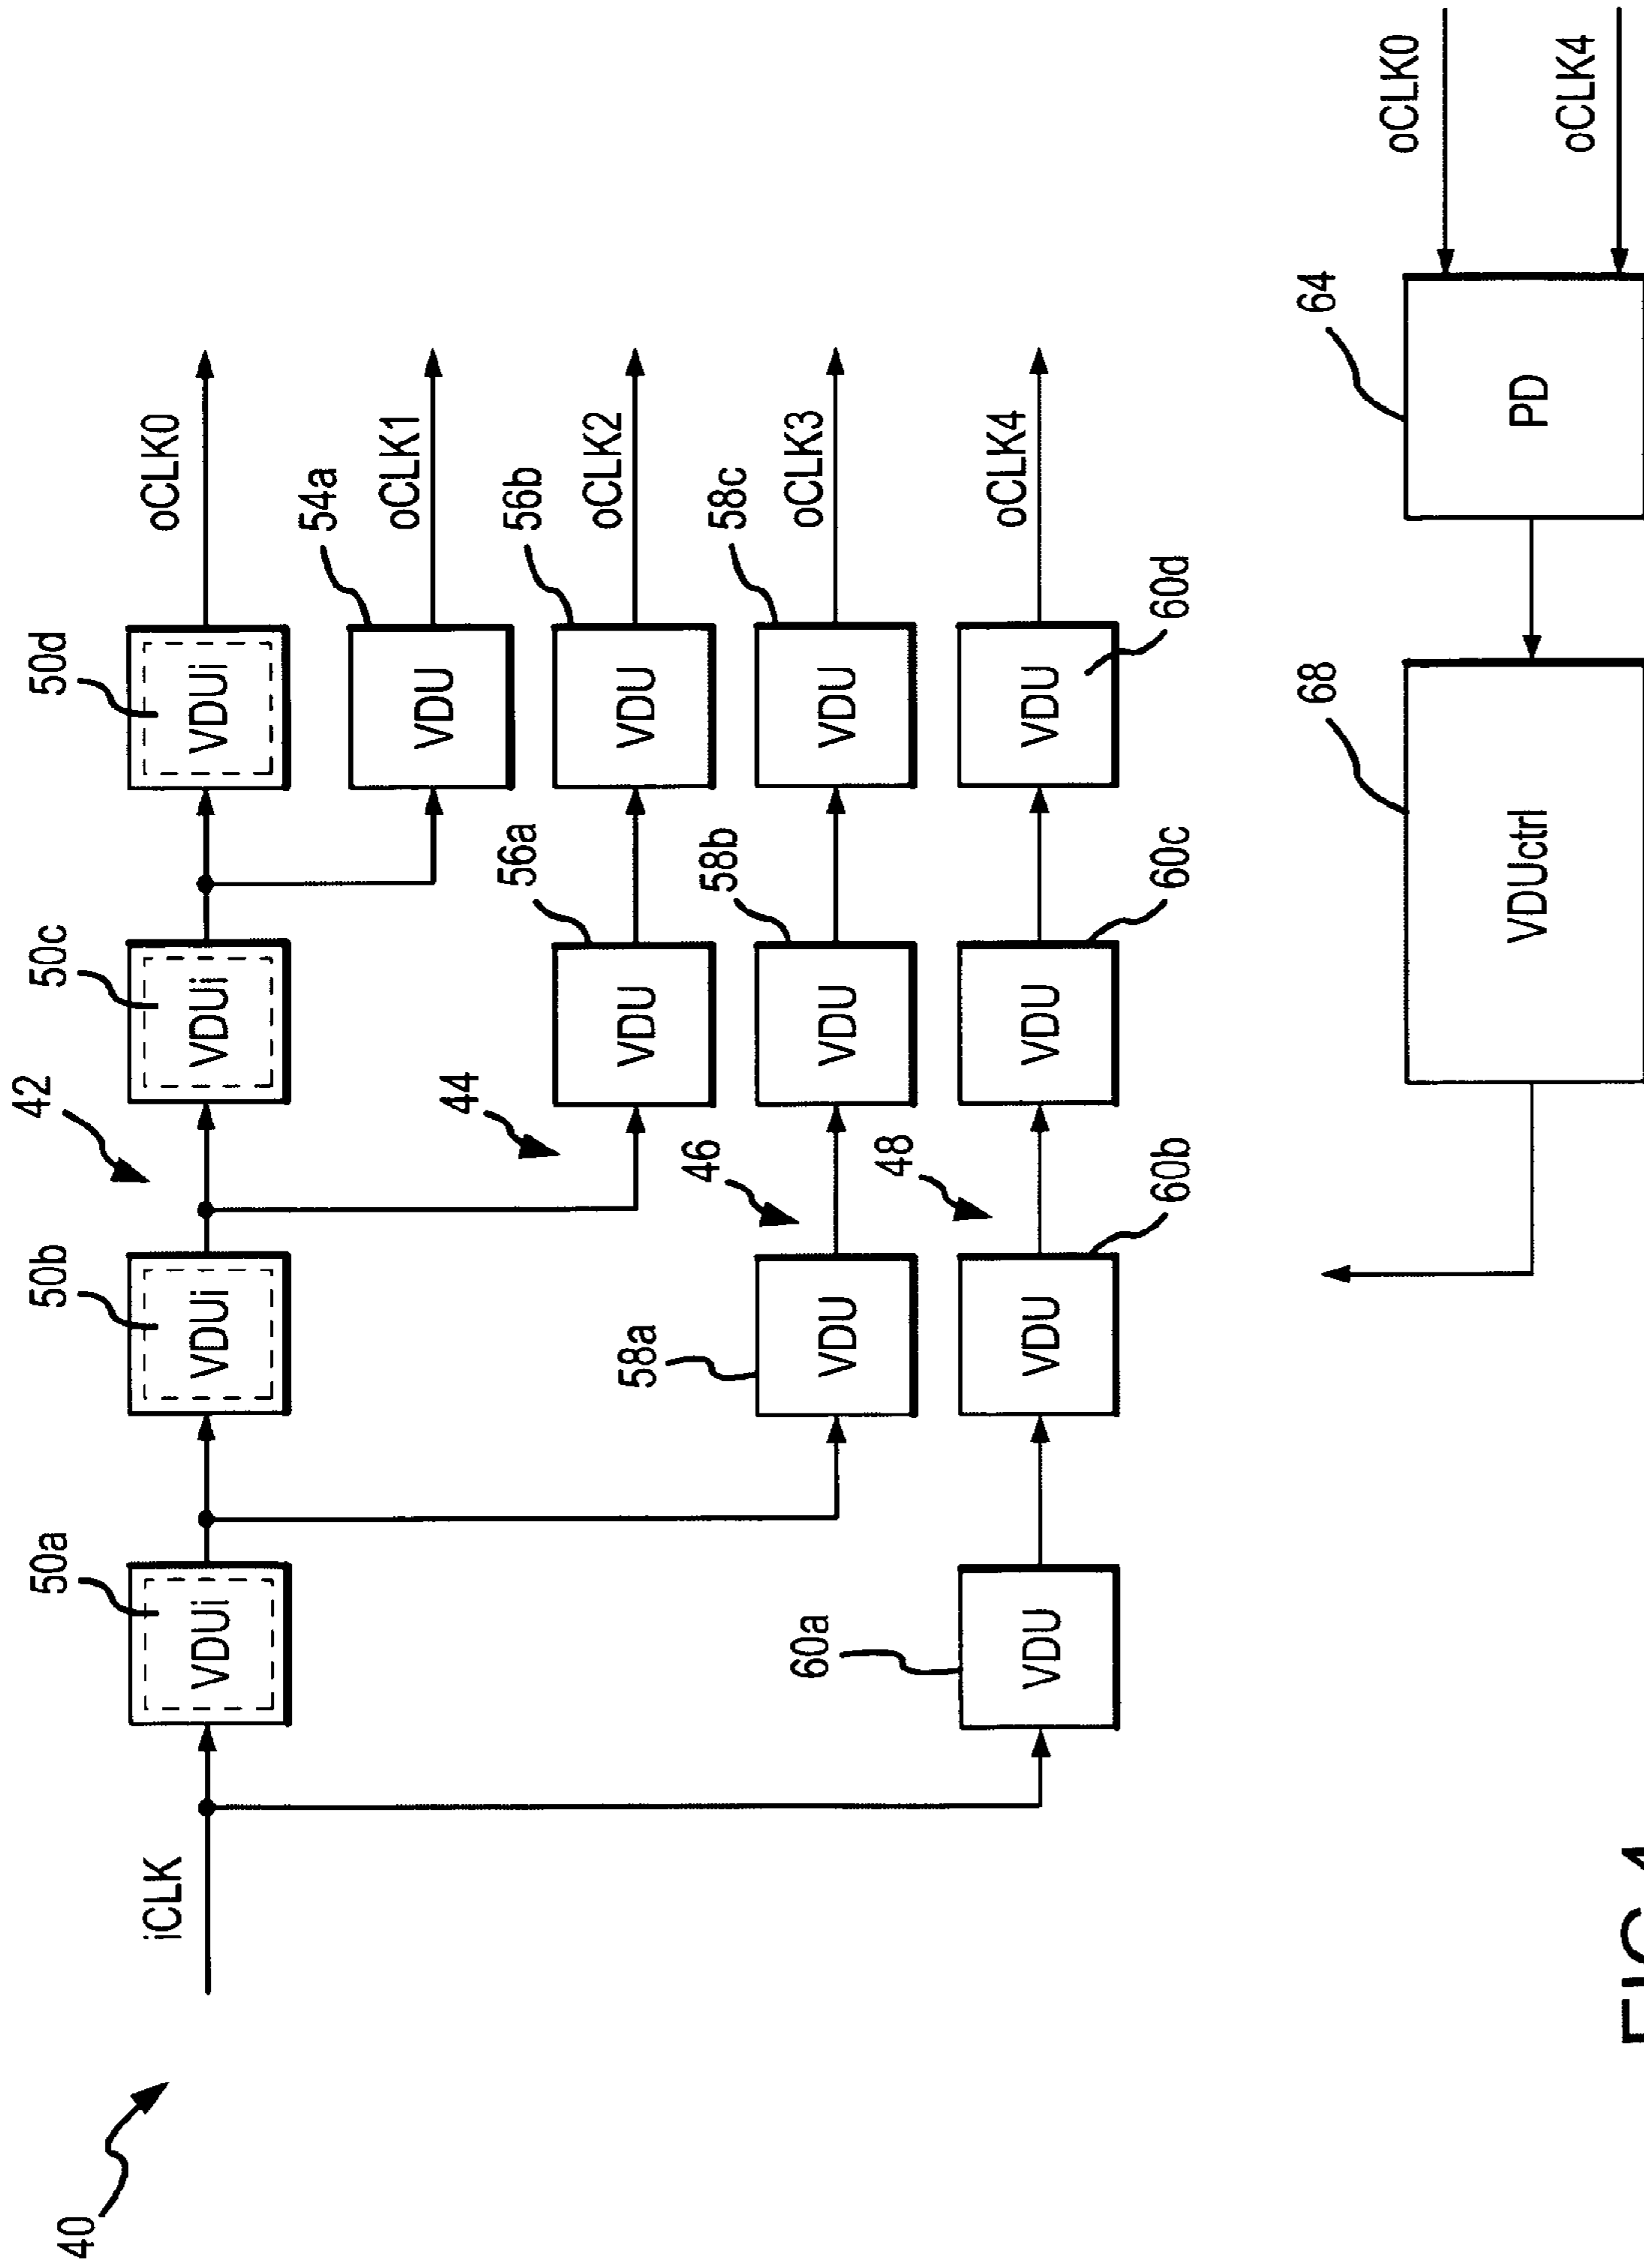 40
iCLK
50a
VDUi
50b
VDUi
42
50c
VDUi
50d
VDUi
oCLK0
54a
VDU
oCLK1
44
56a
VDU
56b
VDU
oCLK2
58a
VDU
46
58b
VDU
58c
VDU
oCLK3
60a
VDU
48
VDU
60b
VDU
60c
VDU
60d
oCLK4
68
VDUctrl
64
PD
oCLK0
oCLK4